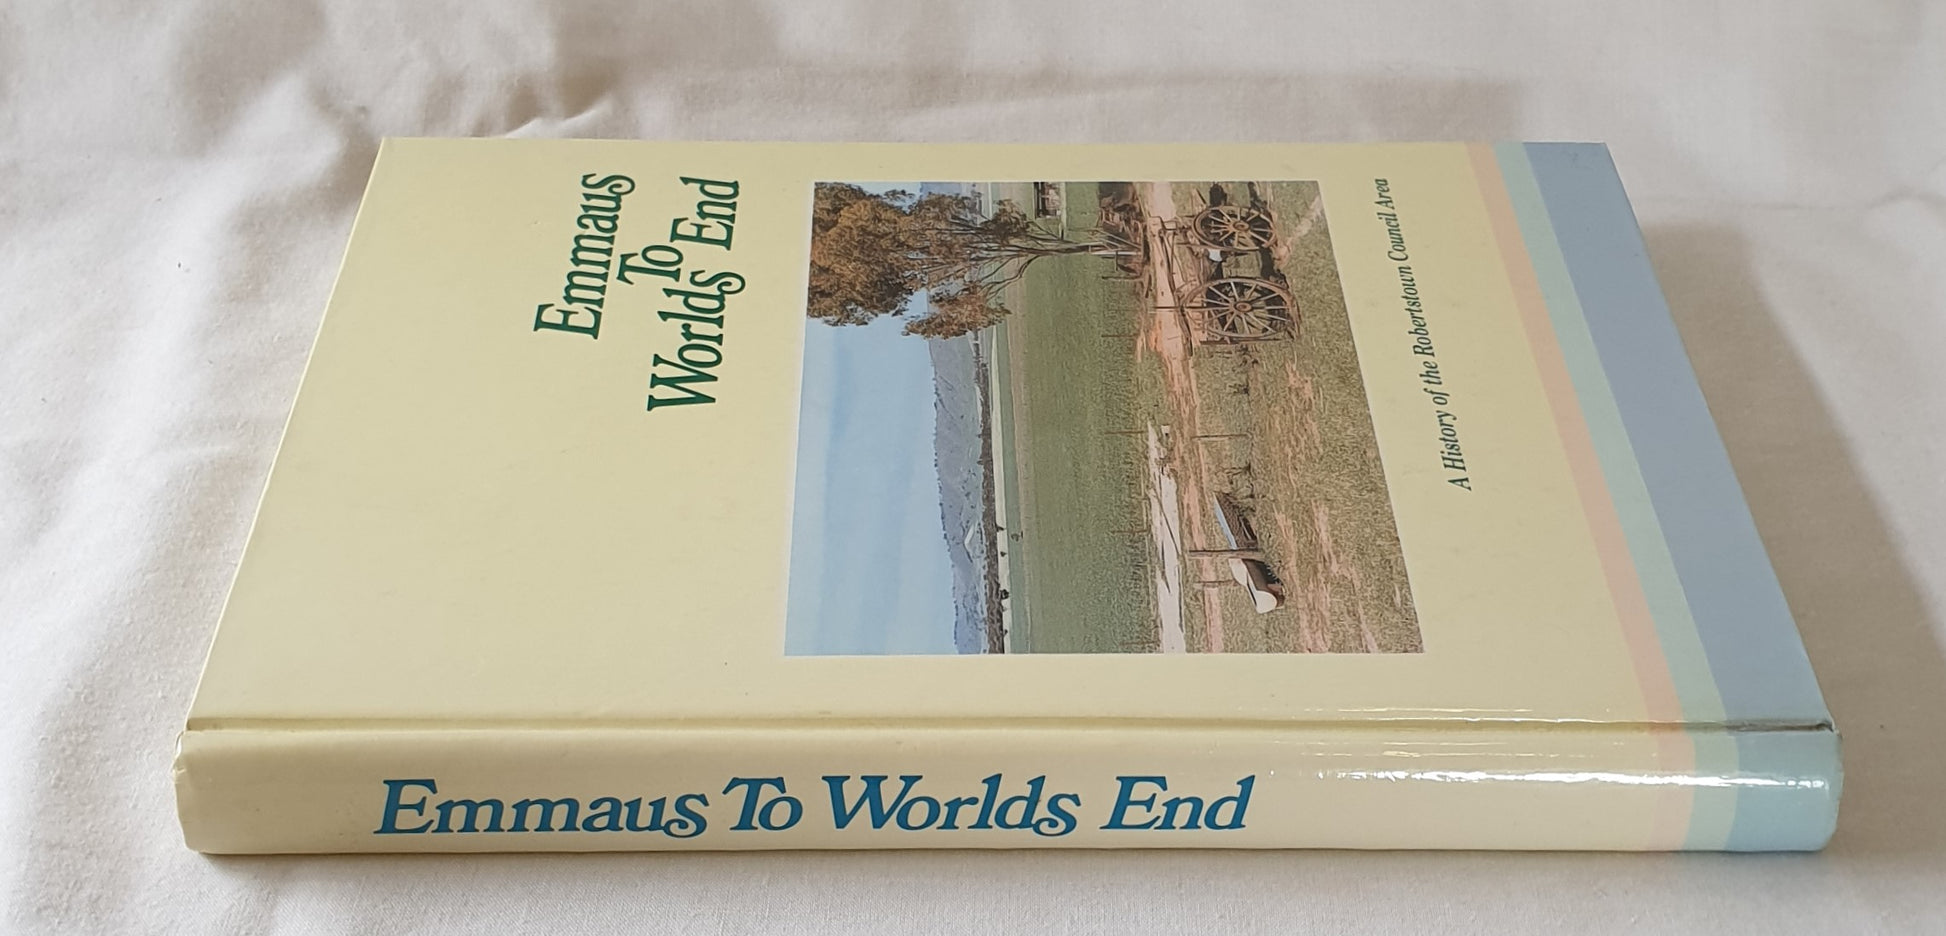 Emmaus
To
Worlds End
A History of the Robertstown Council Area
Emmaus To Worlds End